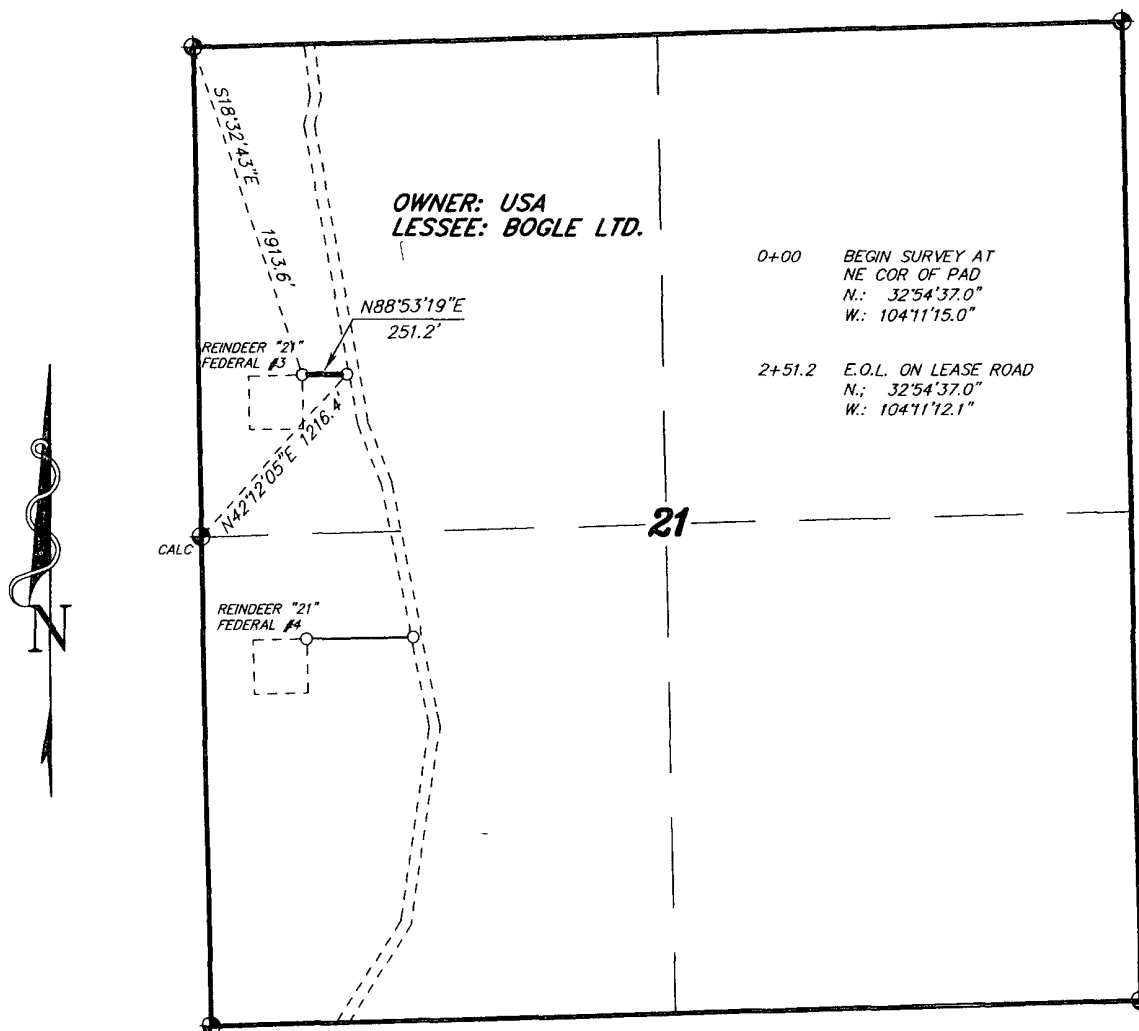 S18°32'43"E
1913.6'
OWNER: USA
LESSEE: BOGLE LTD.
0+00 BEGIN SURVEY AT
NE COR OF PAD
N.: 32°54'37.0"
W.: 104°11'15.0"
N88°53'19"E
251.2'
REINDEER "21"
FEDERAL #3
2+51.2 E.O.L. ON LEASE ROAD
N.; 32°54'37.0"
W.: 104°11'12.1"
N42°12'05"E 1216.4'
21
CALC
REINDEER "21"
FEDERAL #4
N